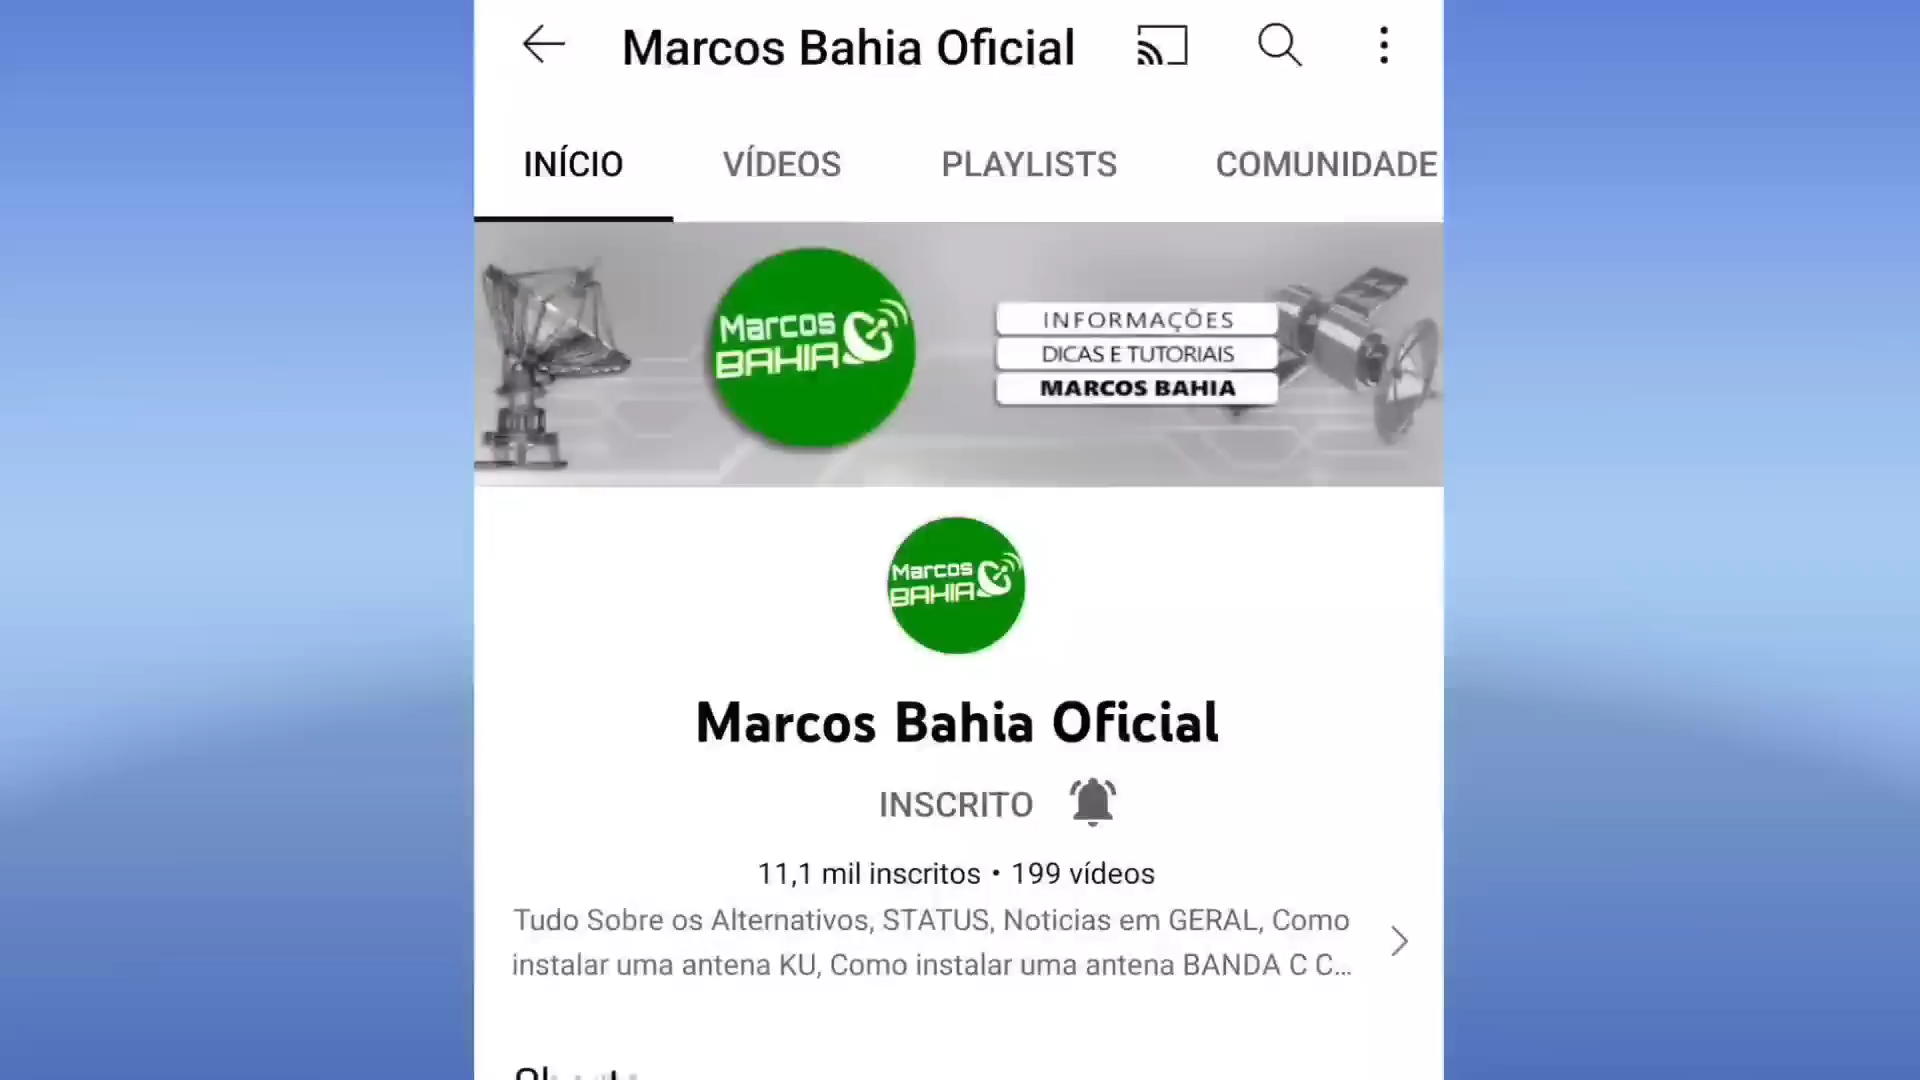 Marcos Bahia Oficial
INÍCIO VÍDEOS PLAYLISTS COMUNIDADE
Marcos
BAHIA
INFORMAÇÕES
DICAS E TUTORIAIS
MARCOS BAHIA
Marcos
BAHIA
Marcos Bahia Oficial
INSCRITO
11,1 mil inscritos • 199 vídeos
Tudo Sobre os Alternativos, STATUS, Noticias em GERAL, Como
instalar uma antena KU, Como instalar uma antena BANDA C C...